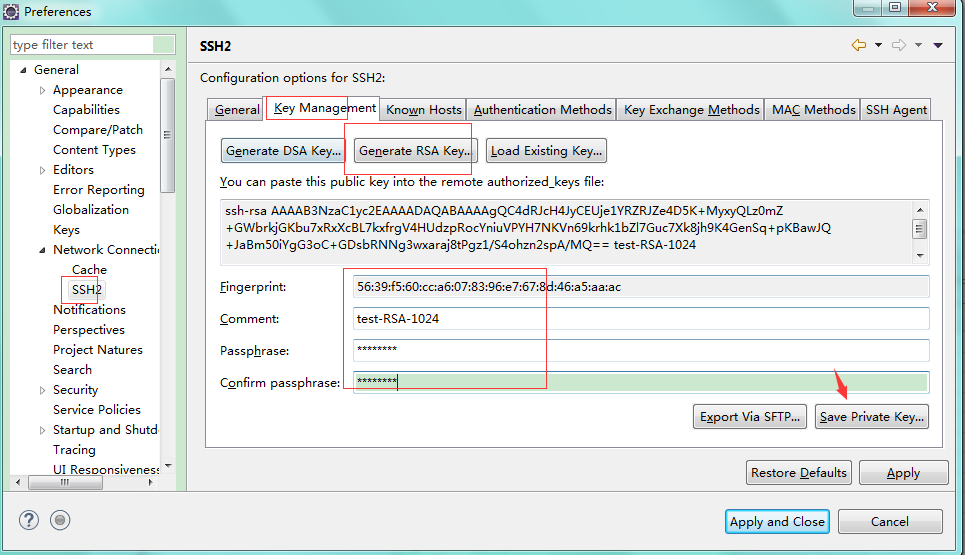 Preferences
type filter text
General
Appearance
Capabilities
Compare/Patch
Content Types
Editors
Error Reporting
Globalization
Keys
Network Connectio
Cache
SSH2
Notifications
Perspectives
Project Natures
Search
Security
Service Policies
Startup and Shutd
Tracing
UI Responsiveness
SSH2
Configuration options for SSH2:
General Key Management Known Hosts Authentication Methods Key Exchange Methods MAC Methods SSH Agent
Generate DSA Key... Generate RSA Key... Load Existing Key...
You can paste this public key into the remote authorized_keys file:
ssh-rsa AAAAB3NzaC1yc2EAAAADAQABAAAAgQC4dRJcH4JyCEUje1YRZRJZe4D5K+MyxyQLz0mZ
+GWbrkjGKbu7xRxXcBL7kxfrgV4HUdzpRocYniuVPYH7NKVn69krhk1bZl7Guc7Xk8jh9K4GenSq+pKBawJQ
+JaBm50iYgG3oC+GDsbRNNg3wxaraj8tPgz1/S4ohzn2spA/MQ== test-RSA-1024
Fingerprint: 56:39:f5:60:cc:a6:07:83:96:e7:67:8d:46:a5:aa:ac
Comment: test-RSA-1024
Passphrase: ********
Confirm passphrase: ********
Export Via SFTP... Save Private Key...
Restore Defaults Apply
? Apply and Close Cancel